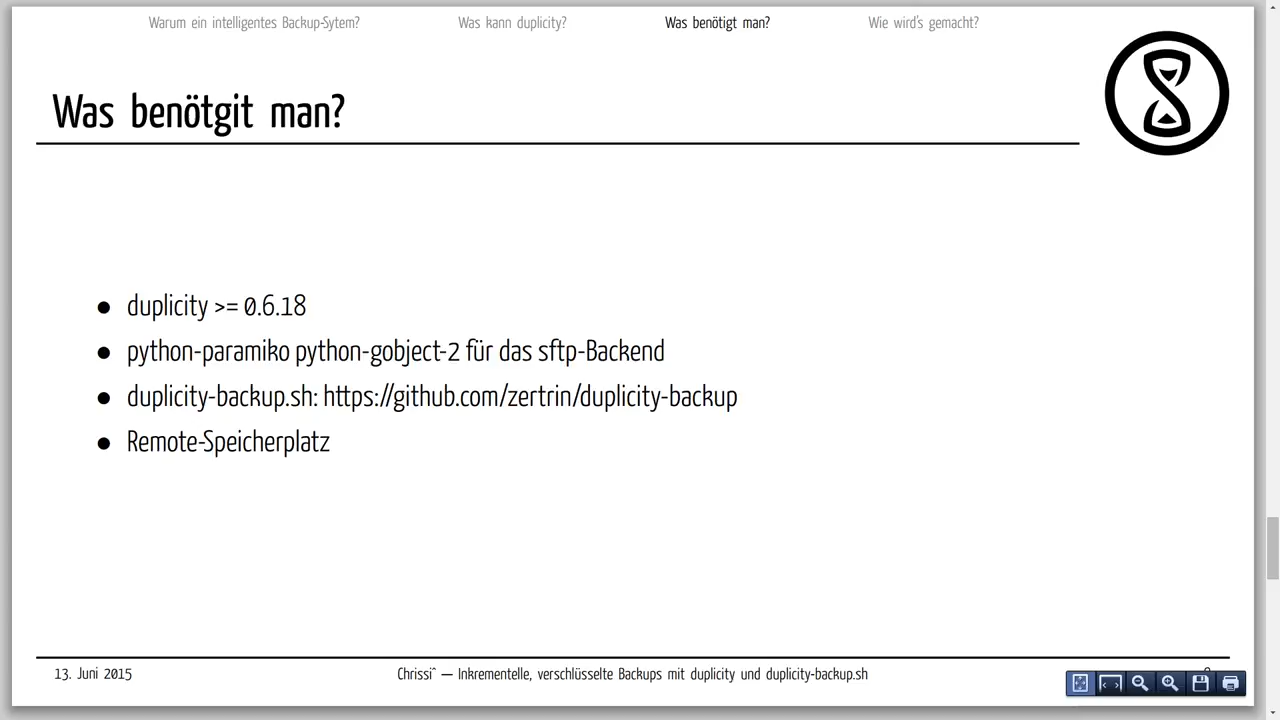 Warum ein intelligentes Backup-Sytem? Was kann duplicity? Was benötigt man? Wie wird's gemacht?
Was benötgit man?
● duplicity >= 0.6.18
● python-paramiko python-gobject-2 für das sftp-Backend
● duplicity-backup.sh: https://github.com/zertrin/duplicity-backup
● Remote-Speicherplatz
13. Juni 2015 Chrissi^ — Inkrementelle, verschlüsselte Backups mit duplicity und duplicity-backup.sh